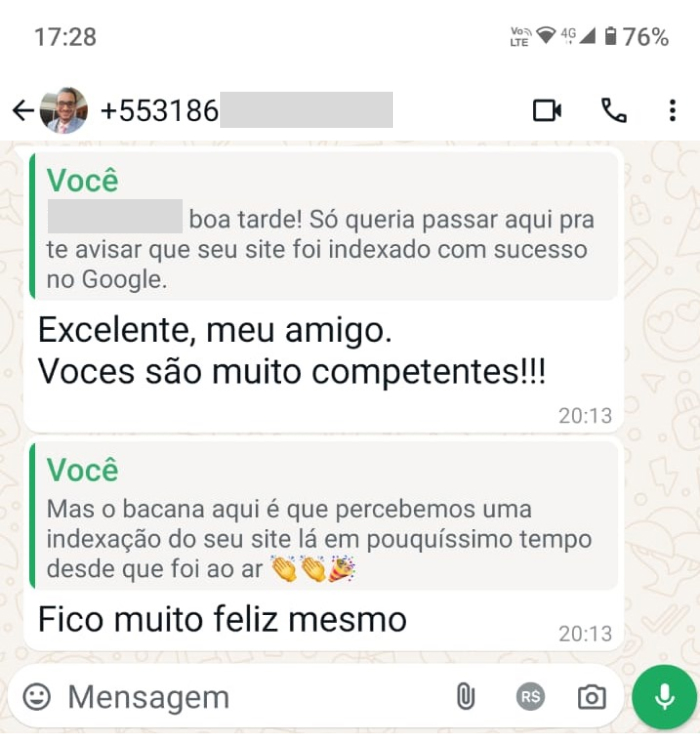 17:28
Vo) LTE 4G 76%
+553186
Você
boa tarde! Só queria passar aqui pra
te avisar que seu site foi indexado com sucesso
no Google.
Excelente, meu amigo.
Voces são muito competentes!!!
20:13
Você
Mas o bacana aqui é que percebemos uma
indexação do seu site lá em pouquíssimo tempo
desde que foi ao ar 👏👏🎉
Fico muito feliz mesmo
20:13
Mensagem R$